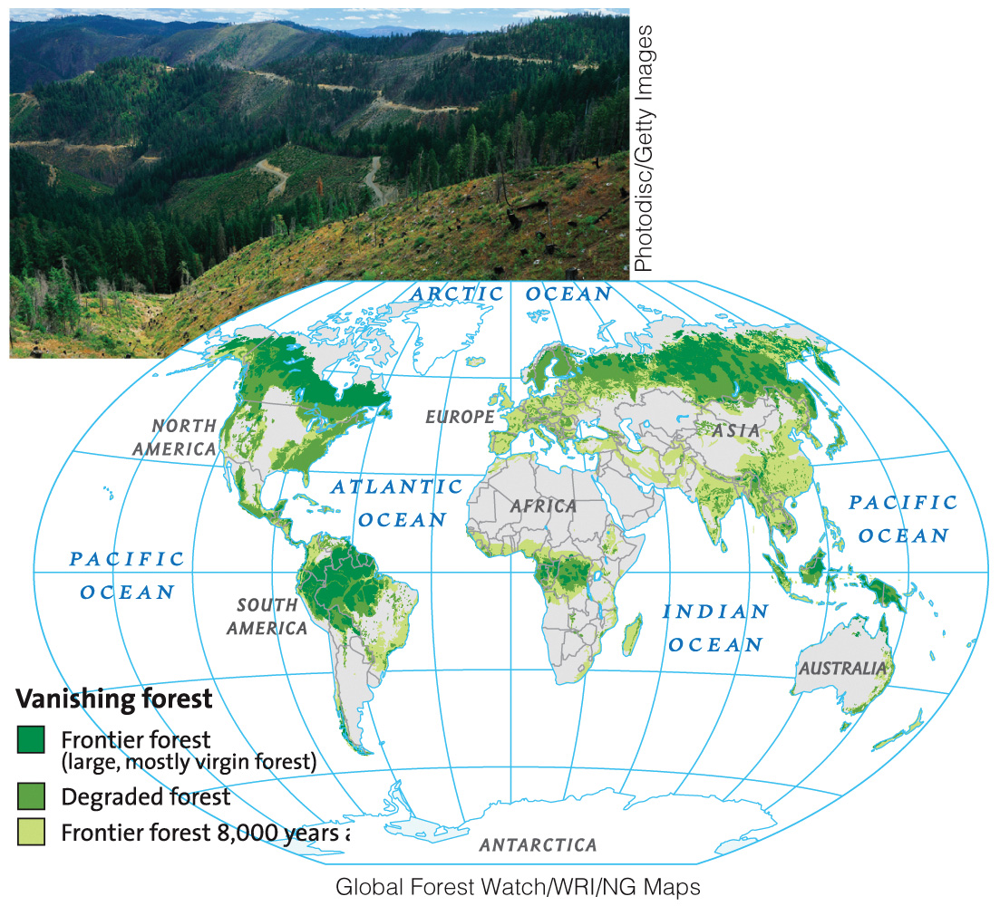 Photodisc/Getty Images
ARCTIC OCEAN
NORTH
AMERICA
EUROPE
ASIA
ATLANTIC
OCEAN
AFRICA
PACIFIC
OCEAN
PACIFIC
OCEAN
SOUTH
AMERICA
INDIAN
OCEAN
AUSTRALIA
Vanishing forest
Frontier forest
(large, mostly virgin forest)
Degraded forest
Frontier forest 8,000 years
ANTARCTICA
Global Forest Watch/WRI/NG Maps